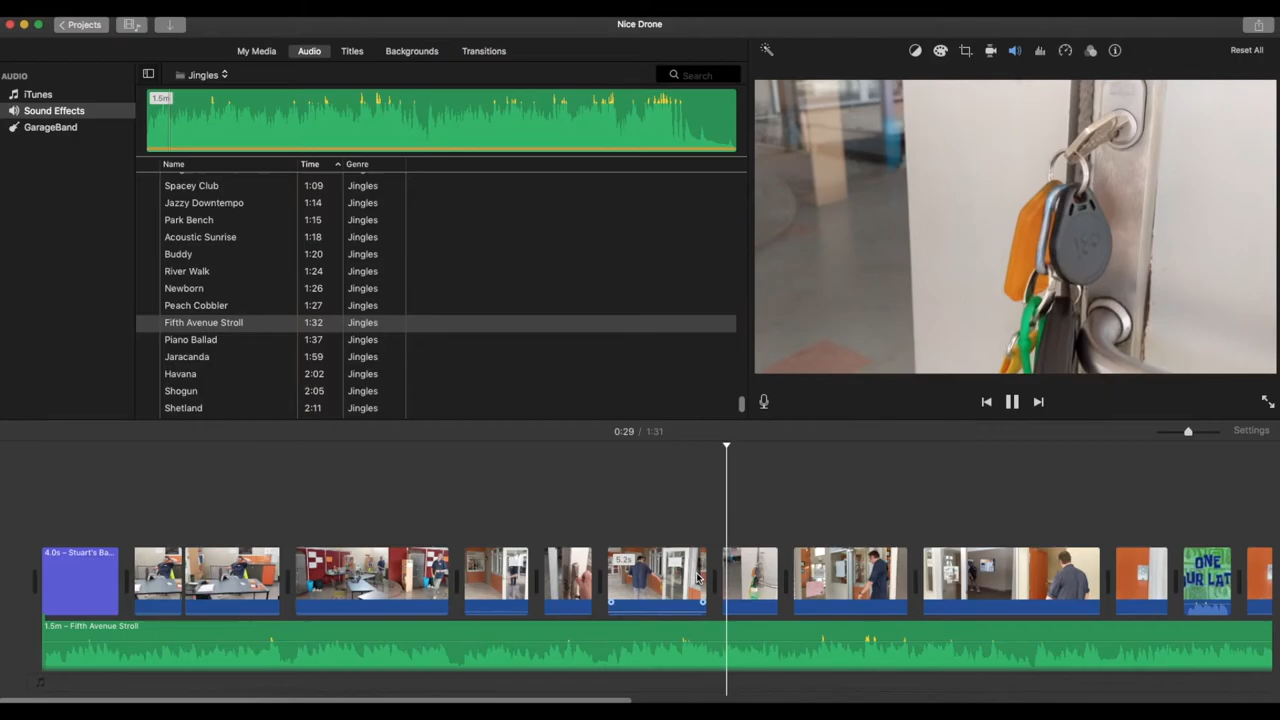 Projects
Nice Drone
My Media
Audio
Titles
Backgrounds
Transitions
Reset All
AUDIO
iTunes
Sound Effects
GarageBand
Jingles
Search
1.5m
Name Time Genre
Spacey Club 1:09 Jingles
Jazzy Downtempo 1:14 Jingles
Park Bench 1:15 Jingles
Acoustic Sunrise 1:18 Jingles
Buddy 1:20 Jingles
River Walk 1:24 Jingles
Newborn 1:26 Jingles
Peach Cobbler 1:27 Jingles
Fifth Avenue Stroll 1:32 Jingles
Piano Ballad 1:37 Jingles
Jaracanda 1:59 Jingles
Havana 2:02 Jingles
Shogun 2:05 Jingles
Shetland 2:11 Jingles
0:29 / 1:31
Settings
4.0s – Stuart's Ba...
5.2s
ONE
OUR LAT
1.5m – Fifth Avenue Stroll